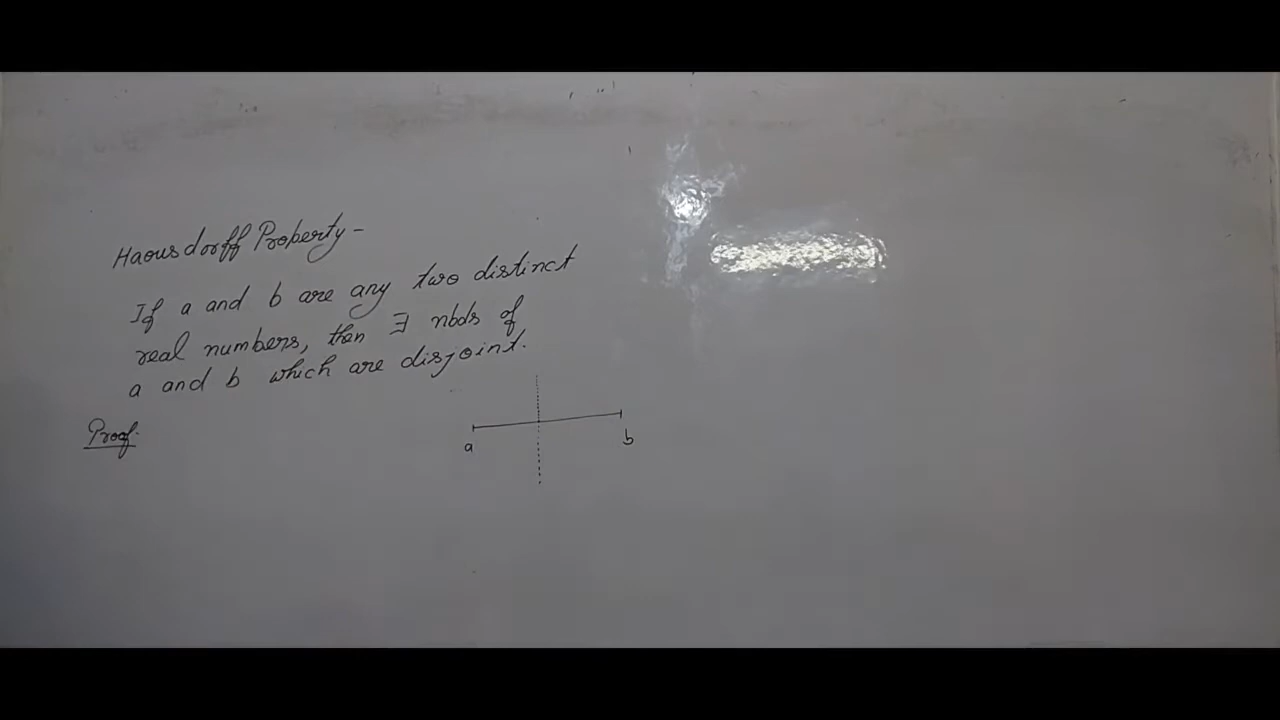 Haousdorff Property-
If a and b are any two distinct
real numbers, then ∃ nbds of
a and b which are disjoint.
Proof.
a b